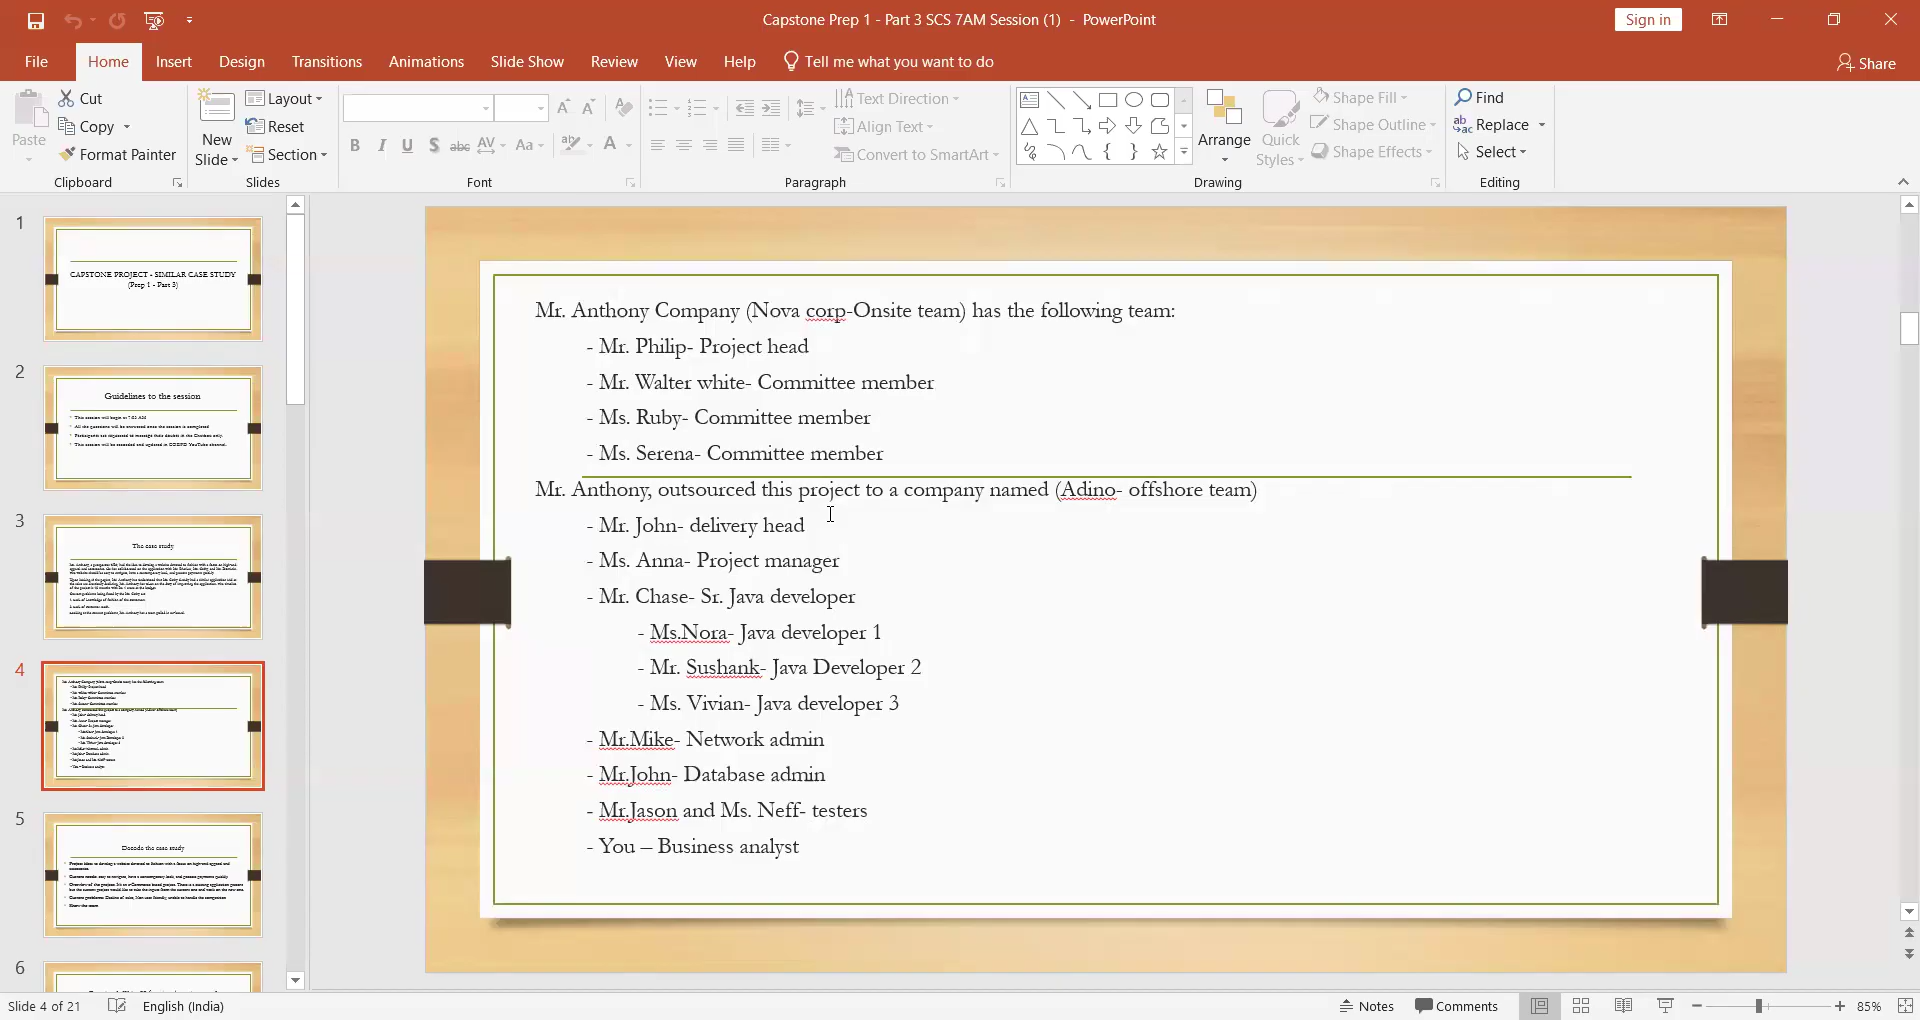 Capstone Prep 1 - Part 3 SCS 7AM Session (1) - PowerPoint
Sign in
File Home Insert Design Transitions Animations Slide Show Review View Help Tell me what you want to do
Share
Paste
Cut
Copy
Format Painter
Clipboard
New Slide
Layout
Reset
Section
Slides
Font
Text Direction
Align Text
Convert to SmartArt
Paragraph
Arrange
Quick Styles
Shape Fill
Shape Outline
Shape Effects
Drawing
Find
Replace
Select
Editing
1
CAPSTONE PROJECT - SIMILAR CASE STUDY
(Prep 1 - Part 3)
2
Guidelines to the session
3
The case study
4
5
Decode the case study
6
Mr. Anthony Company (Nova corp-Onsite team) has the following team:
- Mr. Philip- Project head
- Mr. Walter white- Committee member
- Ms. Ruby- Committee member
- Ms. Serena- Committee member
Mr. Anthony, outsourced this project to a company named (Adino- offshore team)
- Mr. John- delivery head
- Ms. Anna- Project manager
- Mr. Chase- Sr. Java developer
- Ms.Nora- Java developer 1
- Mr. Sushank- Java Developer 2
- Ms. Vivian- Java developer 3
- Mr.Mike- Network admin
- Mr.John- Database admin
- Mr.Jason and Ms. Neff- testers
- You – Business analyst
Slide 4 of 21
English (India)
Notes
Comments
85%